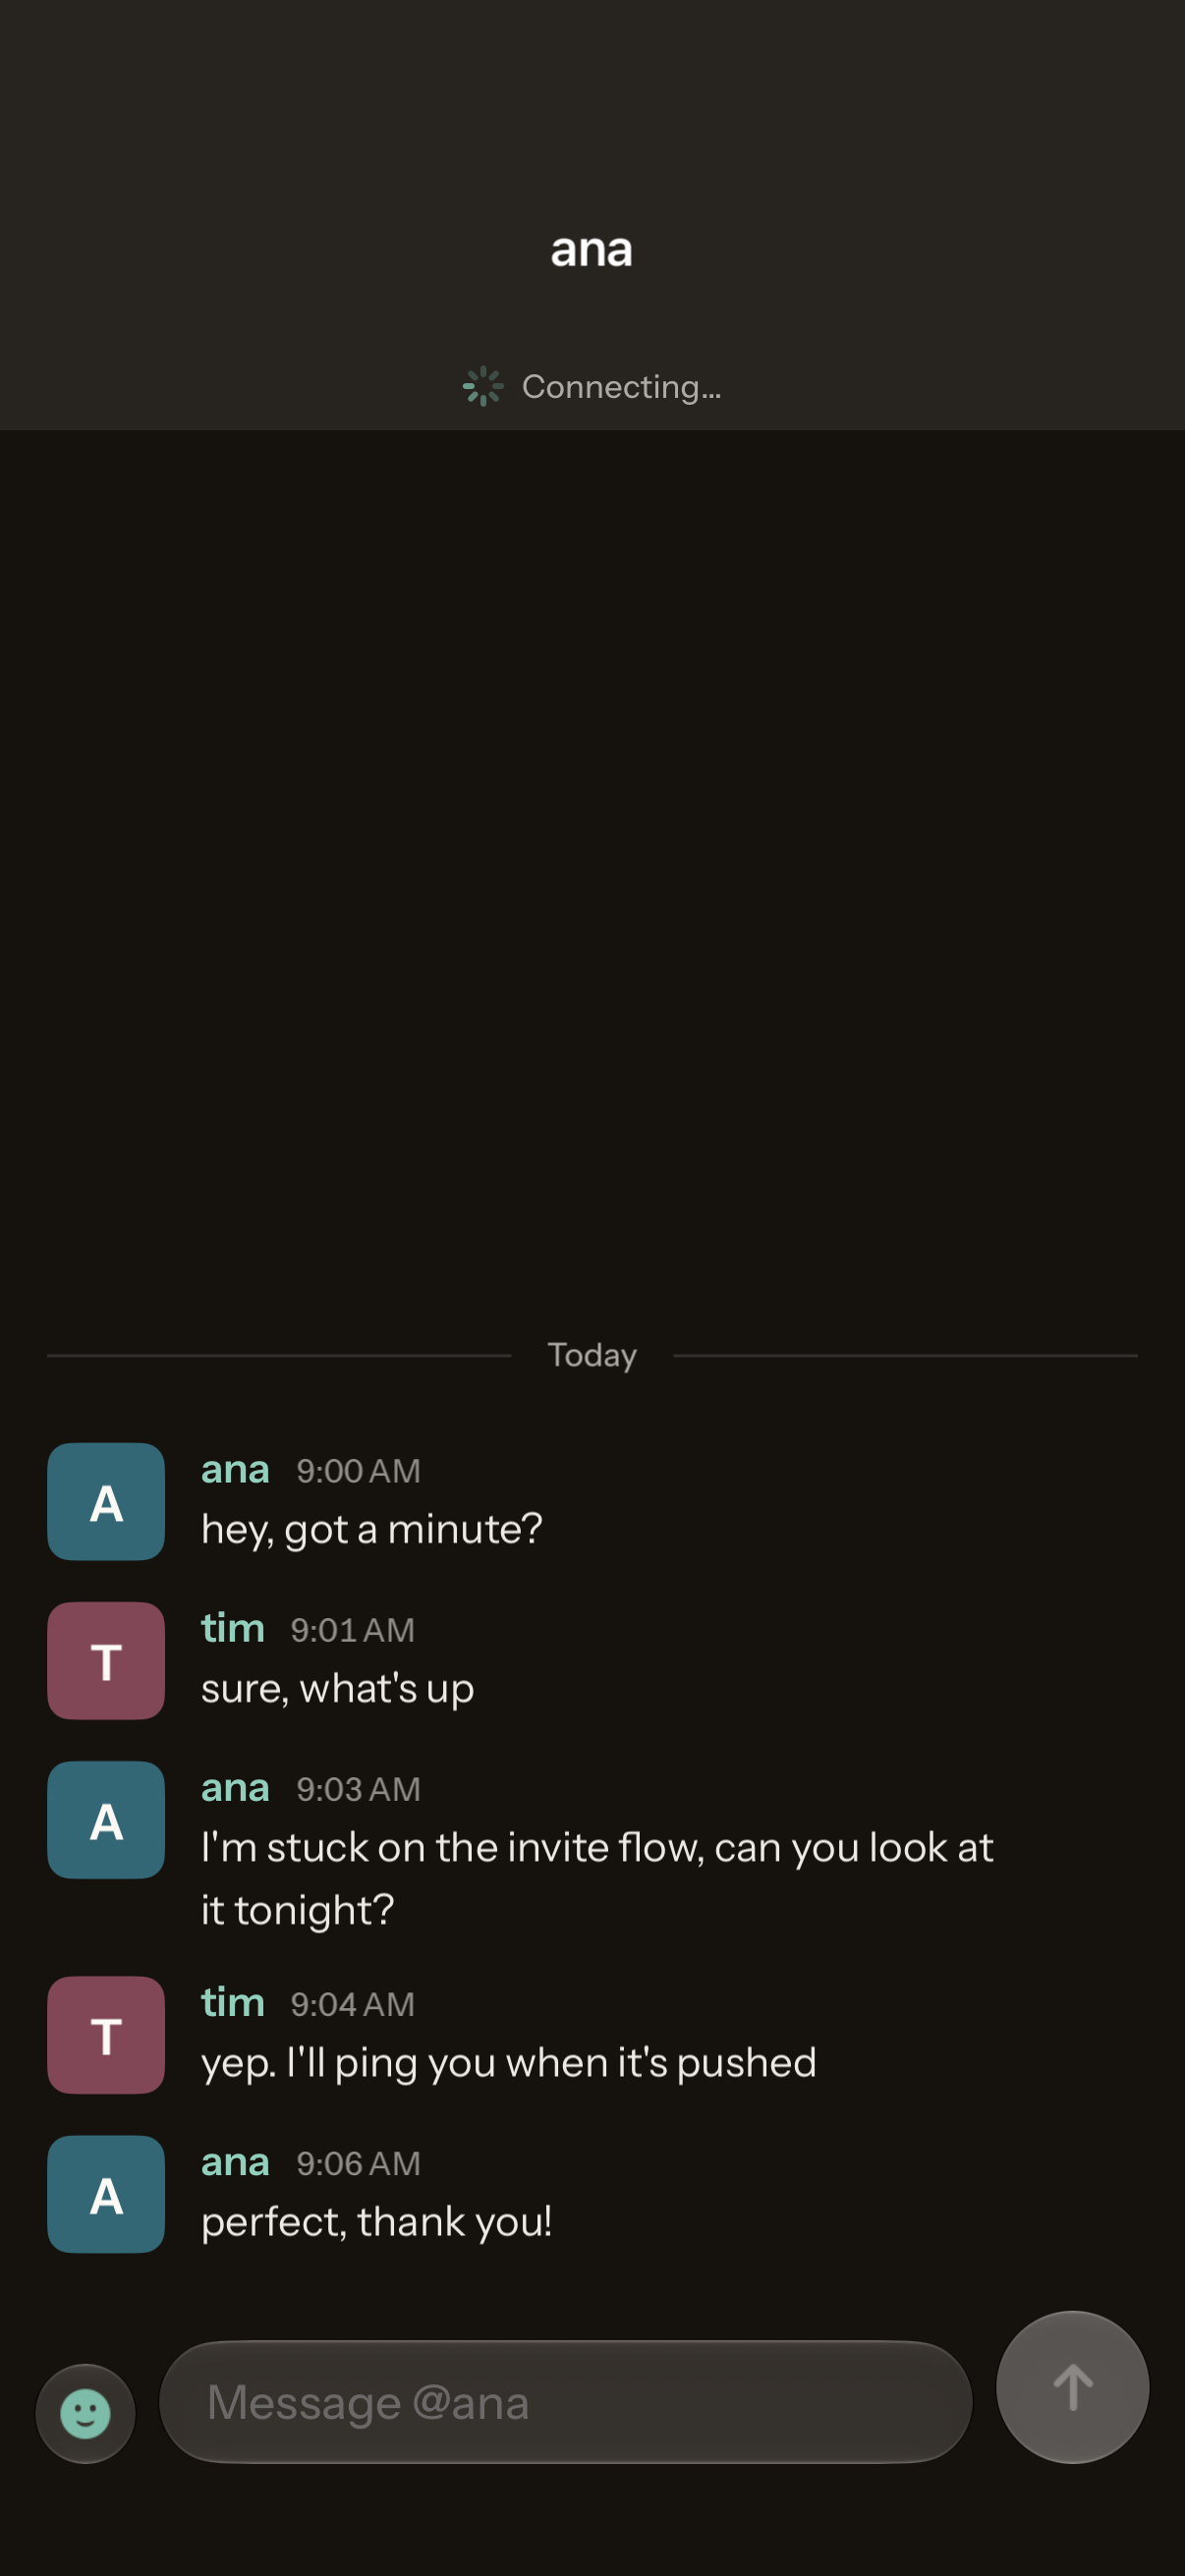 ana
Connecting...
Today
A
ana 9:00 AM
hey, got a minute?
T
tim 9:01 AM
sure, what's up
A
ana 9:03 AM
I'm stuck on the invite flow, can you look at
it tonight?
T
tim 9:04 AM
yep. I'll ping you when it's pushed
A
ana 9:06 AM
perfect, thank you!
Message @ana